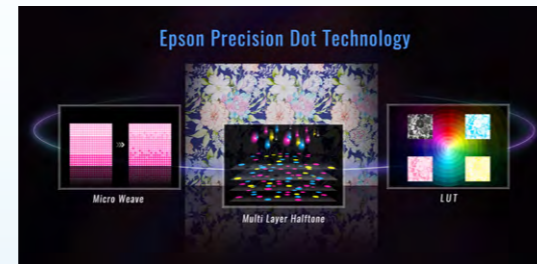 Epson Precision Dot Technology
Micro Weave
Multi Layer Halftone
LUT